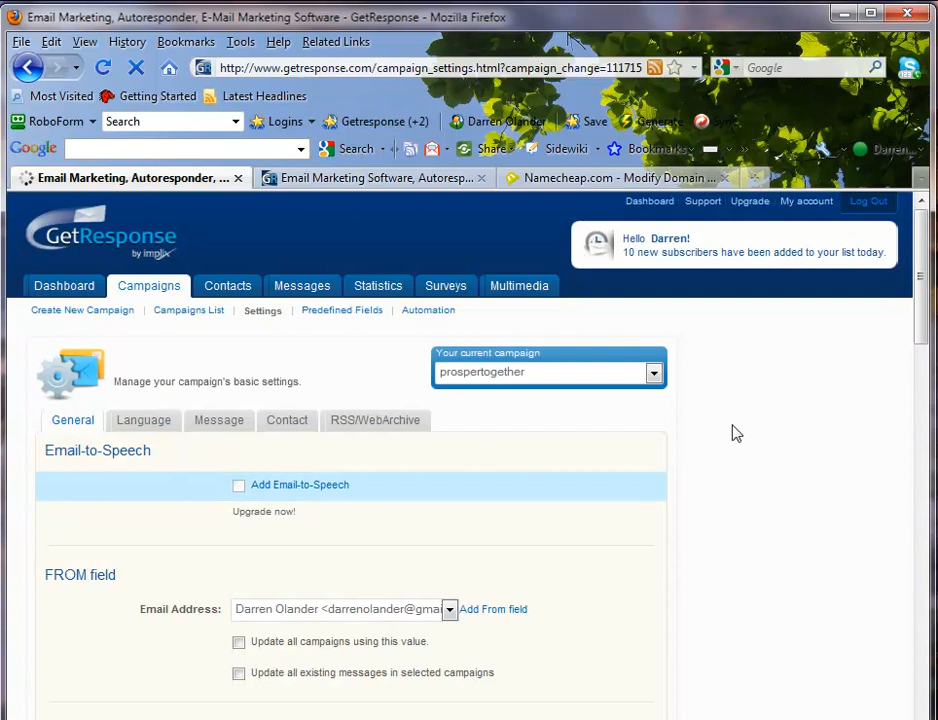 Email Marketing, Autoresponder, E-Mail Marketing Software - GetResponse - Mozilla Firefox
File Edit View History Bookmarks Tools Help Related Links
http://www.getresponse.com/campaign_settings.html?campaign_change=111715 Google
Most Visited Getting Started Latest Headlines
RoboForm Search Logins Getresponse (+2) Darren Olander Save Generate Sync
Google Search Share Sidewiki Bookmarks Darren...
Email Marketing, Autoresponder, ... Email Marketing Software, Autoresp... Namecheap.com - Modify Domain ...
Dashboard Support Upgrade My account Log Out
GetResponse
by implix
Hello Darren!
10 new subscribers have been added to your list today.
Dashboard Campaigns Contacts Messages Statistics Surveys Multimedia
Create New Campaign Campaigns List Settings Predefined Fields Automation
Your current campaign
prospertogether
Manage your campaign's basic settings.
General Language Message Contact RSS/WebArchive
Email-to-Speech
Add Email-to-Speech
Upgrade now!
FROM field
Email Address: Darren Olander <darrenolander@gmai Add From field
Update all campaigns using this value.
Update all existing messages in selected campaigns